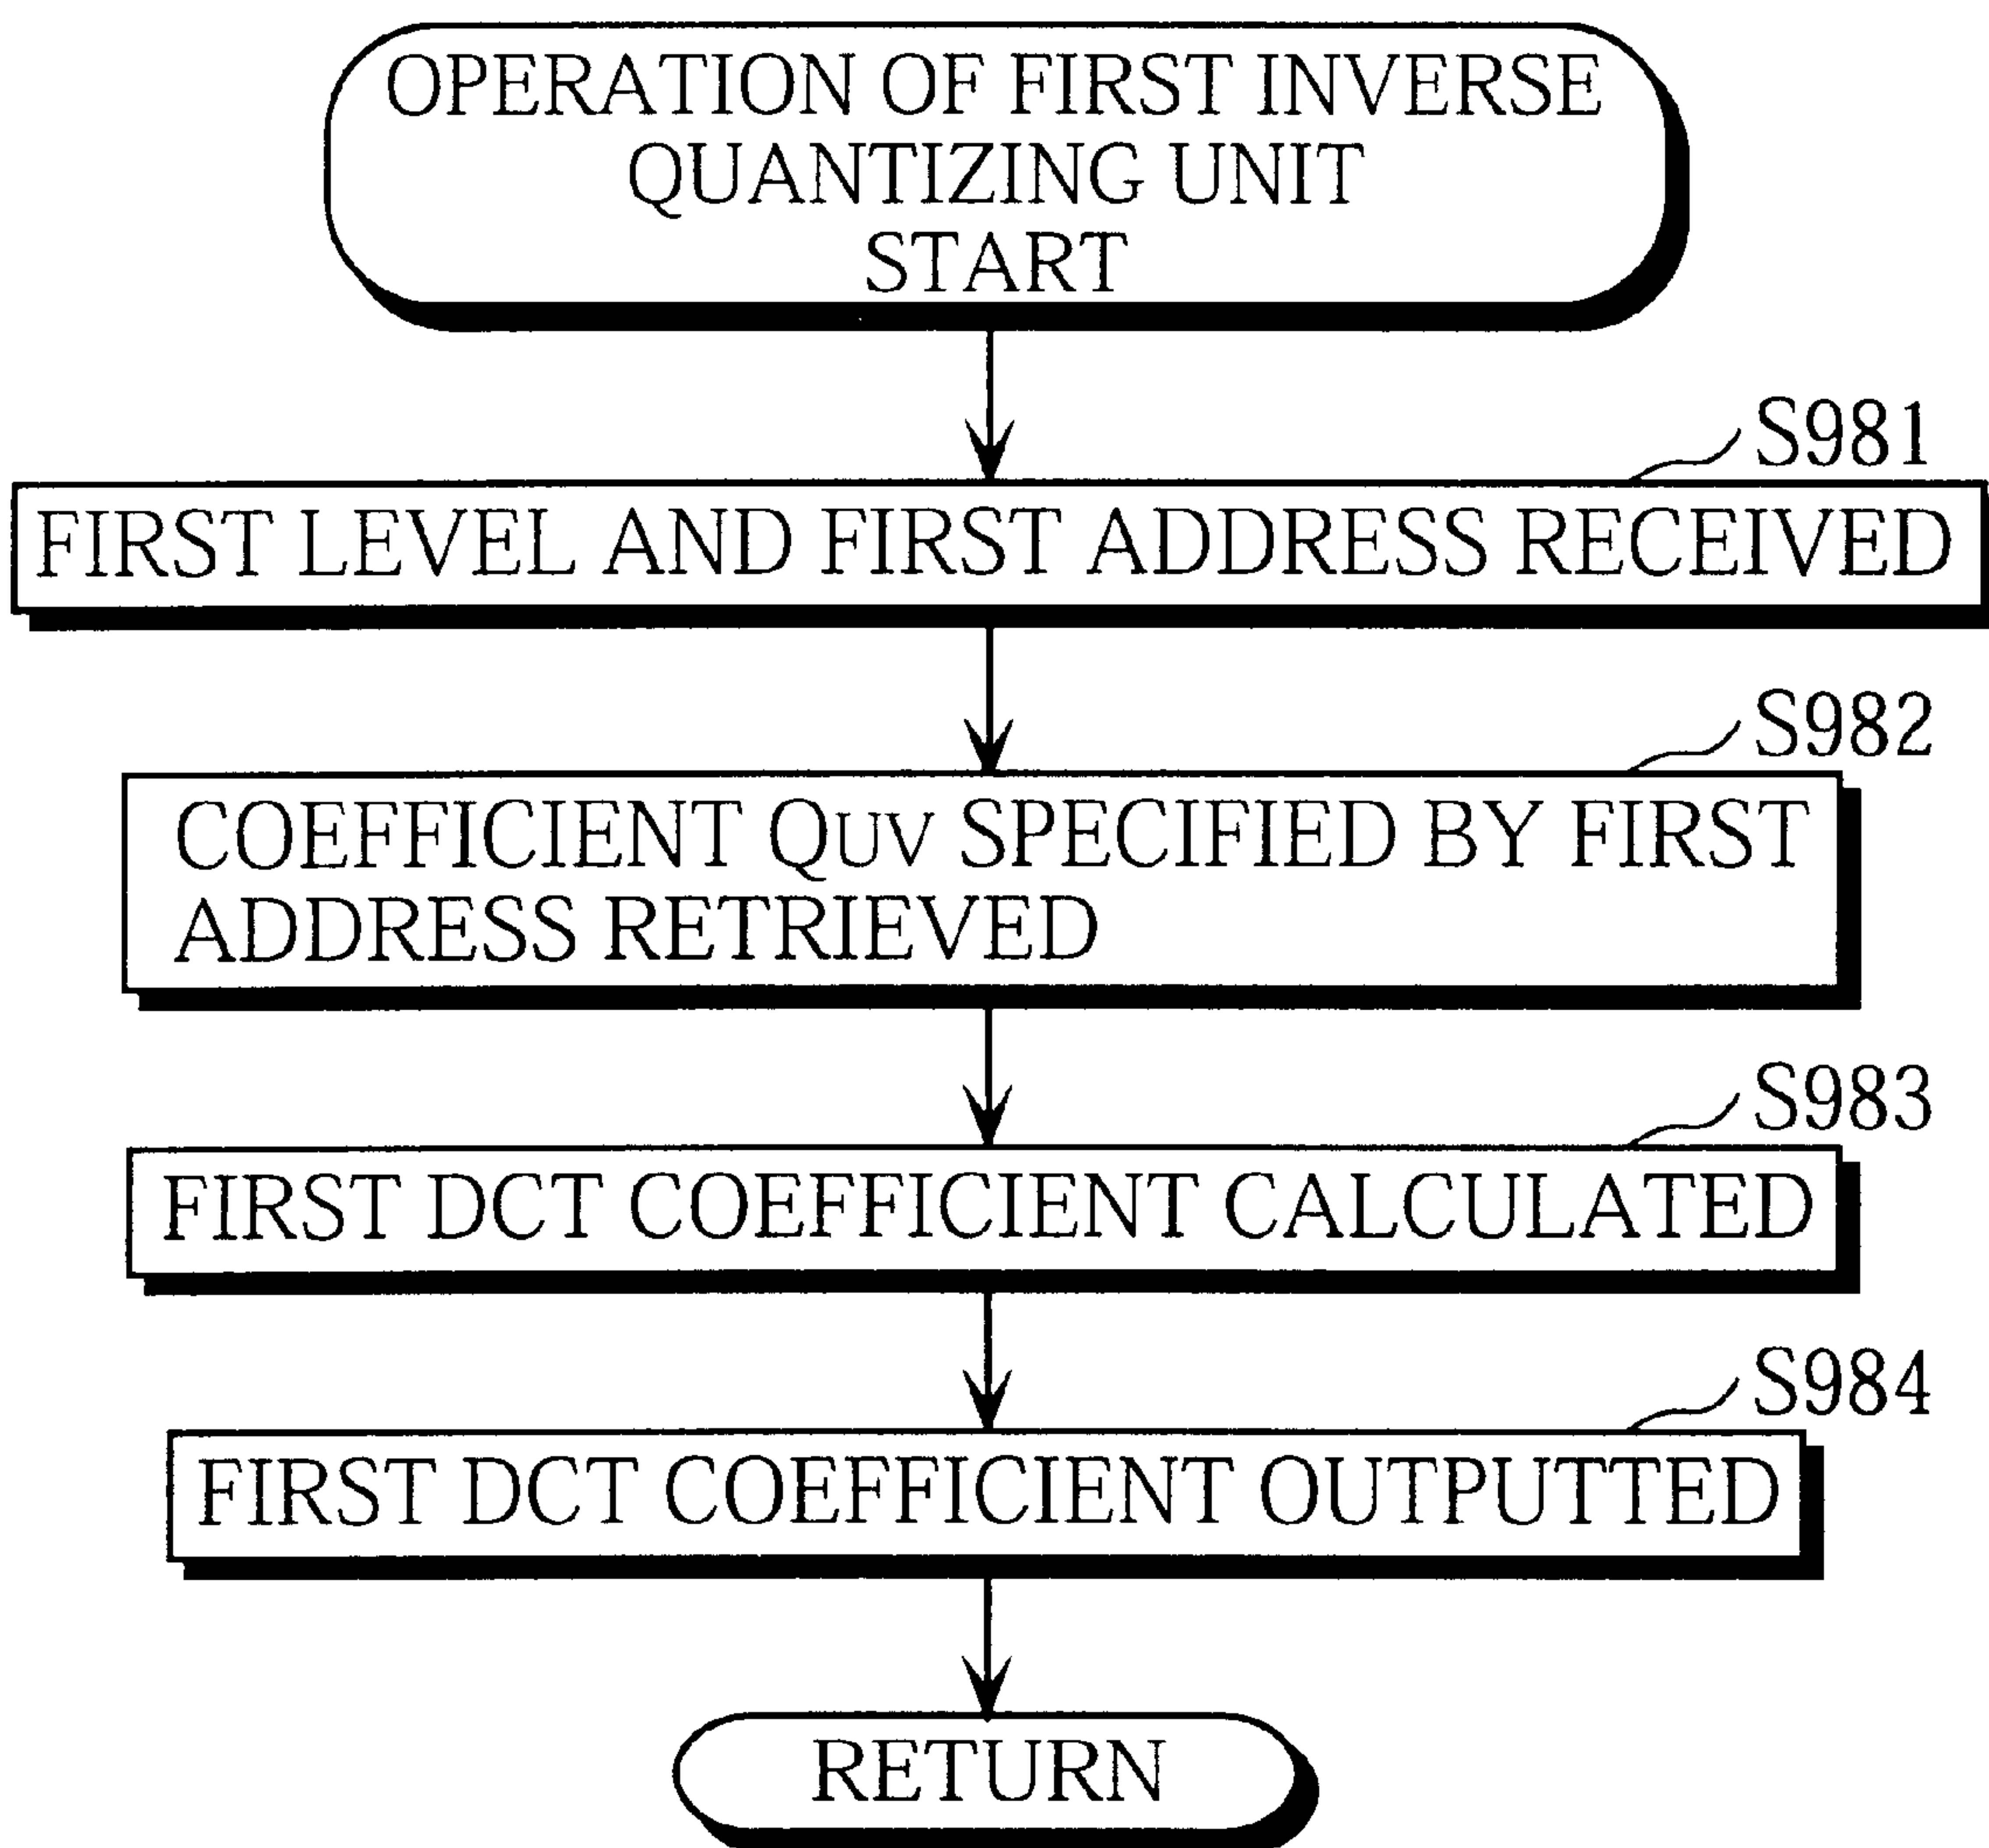 OPERATION OF FIRST INVERSE
QUANTIZING UNIT
START
S981
FIRST LEVEL AND FIRST ADDRESS RECEIVED
S982
COEFFICIENT QUV SPECIFIED BY FIRST
ADDRESS RETRIEVED
S983
FIRST DCT COEFFICIENT CALCULATED
S984
FIRST DCT COEFFICIENT OUTPUTTED
RETURN